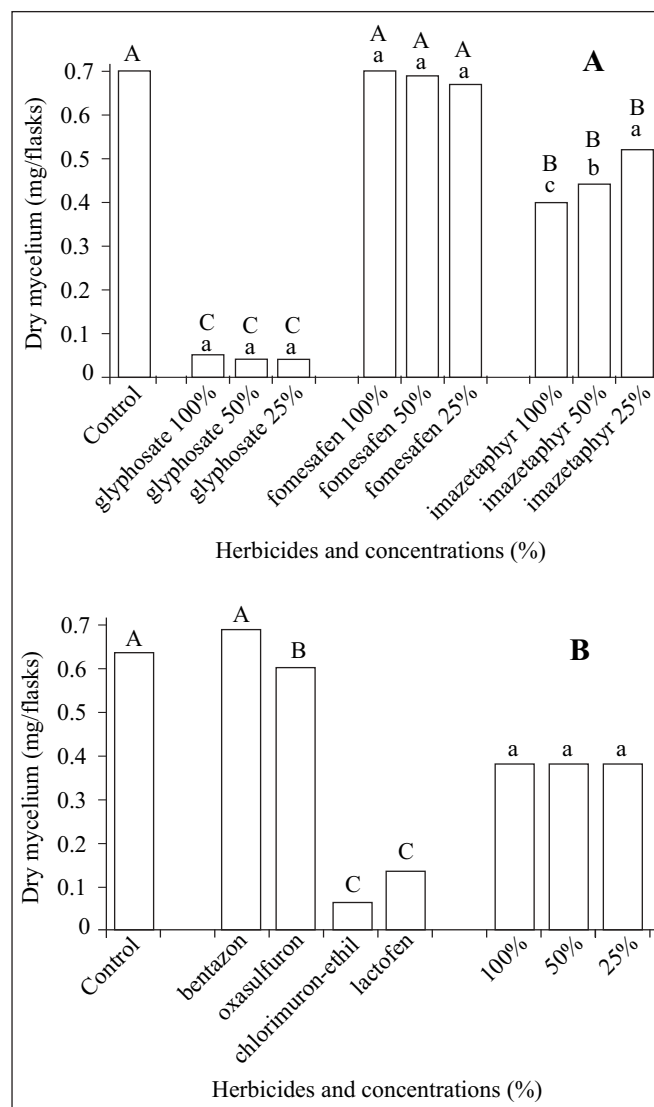 A
A A A
a a a
A
B B B
c b a
C C C
a a a
0.7
0.6
0.5
0.4
0.3
0.2
0.1
0
Dry mycelium (mg/flasks)
Control
glyphosate 100%
glyphosate 50%
glyphosate 25%
fomesafen 100%
fomesafen 50%
fomesafen 25%
imazetaphyr 100%
imazetaphyr 50%
imazetaphyr 25%
Herbicides and concentrations (%)
A A B C C
B
a a a
0.7
0.6
0.5
0.4
0.3
0.2
0.1
0
Dry mycelium (mg/flasks)
Control
bentazon
oxasulfuron
chlorimuron-ethil
lactofen
100%
50%
25%
Herbicides and concentrations (%)